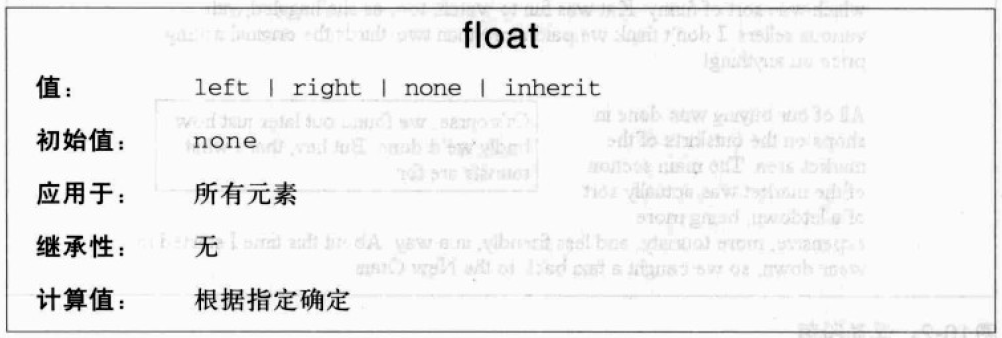 float
值： left | right | none | inherit
初始值： none
应用于： 所有元素
继承性： 无
计算值： 根据指定确定